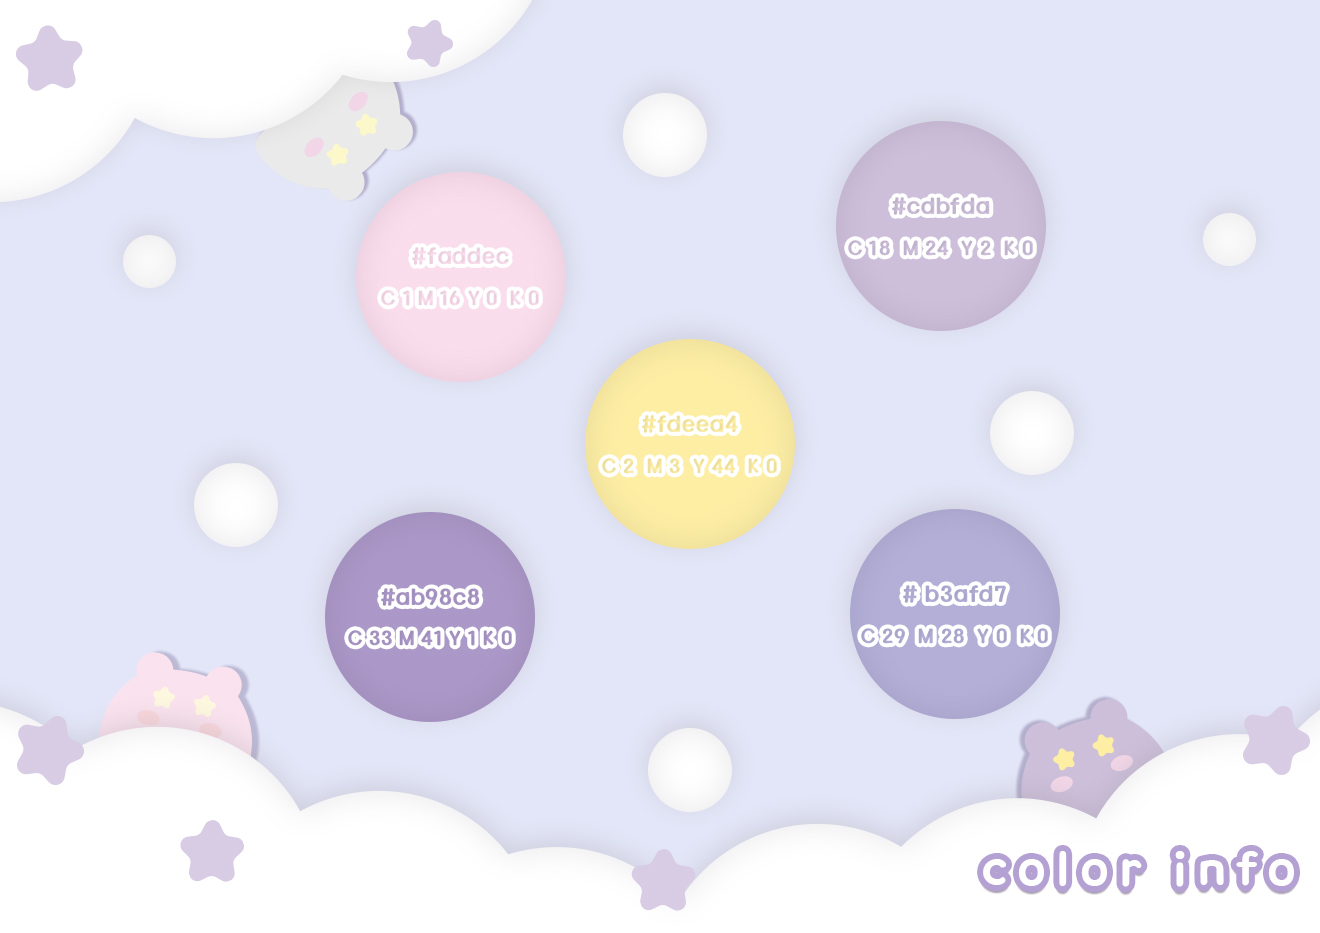 #faddec
C 1 M 16 Y 0 K 0
#cdbfda
C 18 M 24 Y 2 K 0
#fdeea4
C 2 M 3 Y 44 K 0
#ab98c8
C 33 M 41 Y 1 K 0
# b3afd7
C 29 M 28 Y 0 K 0
color info